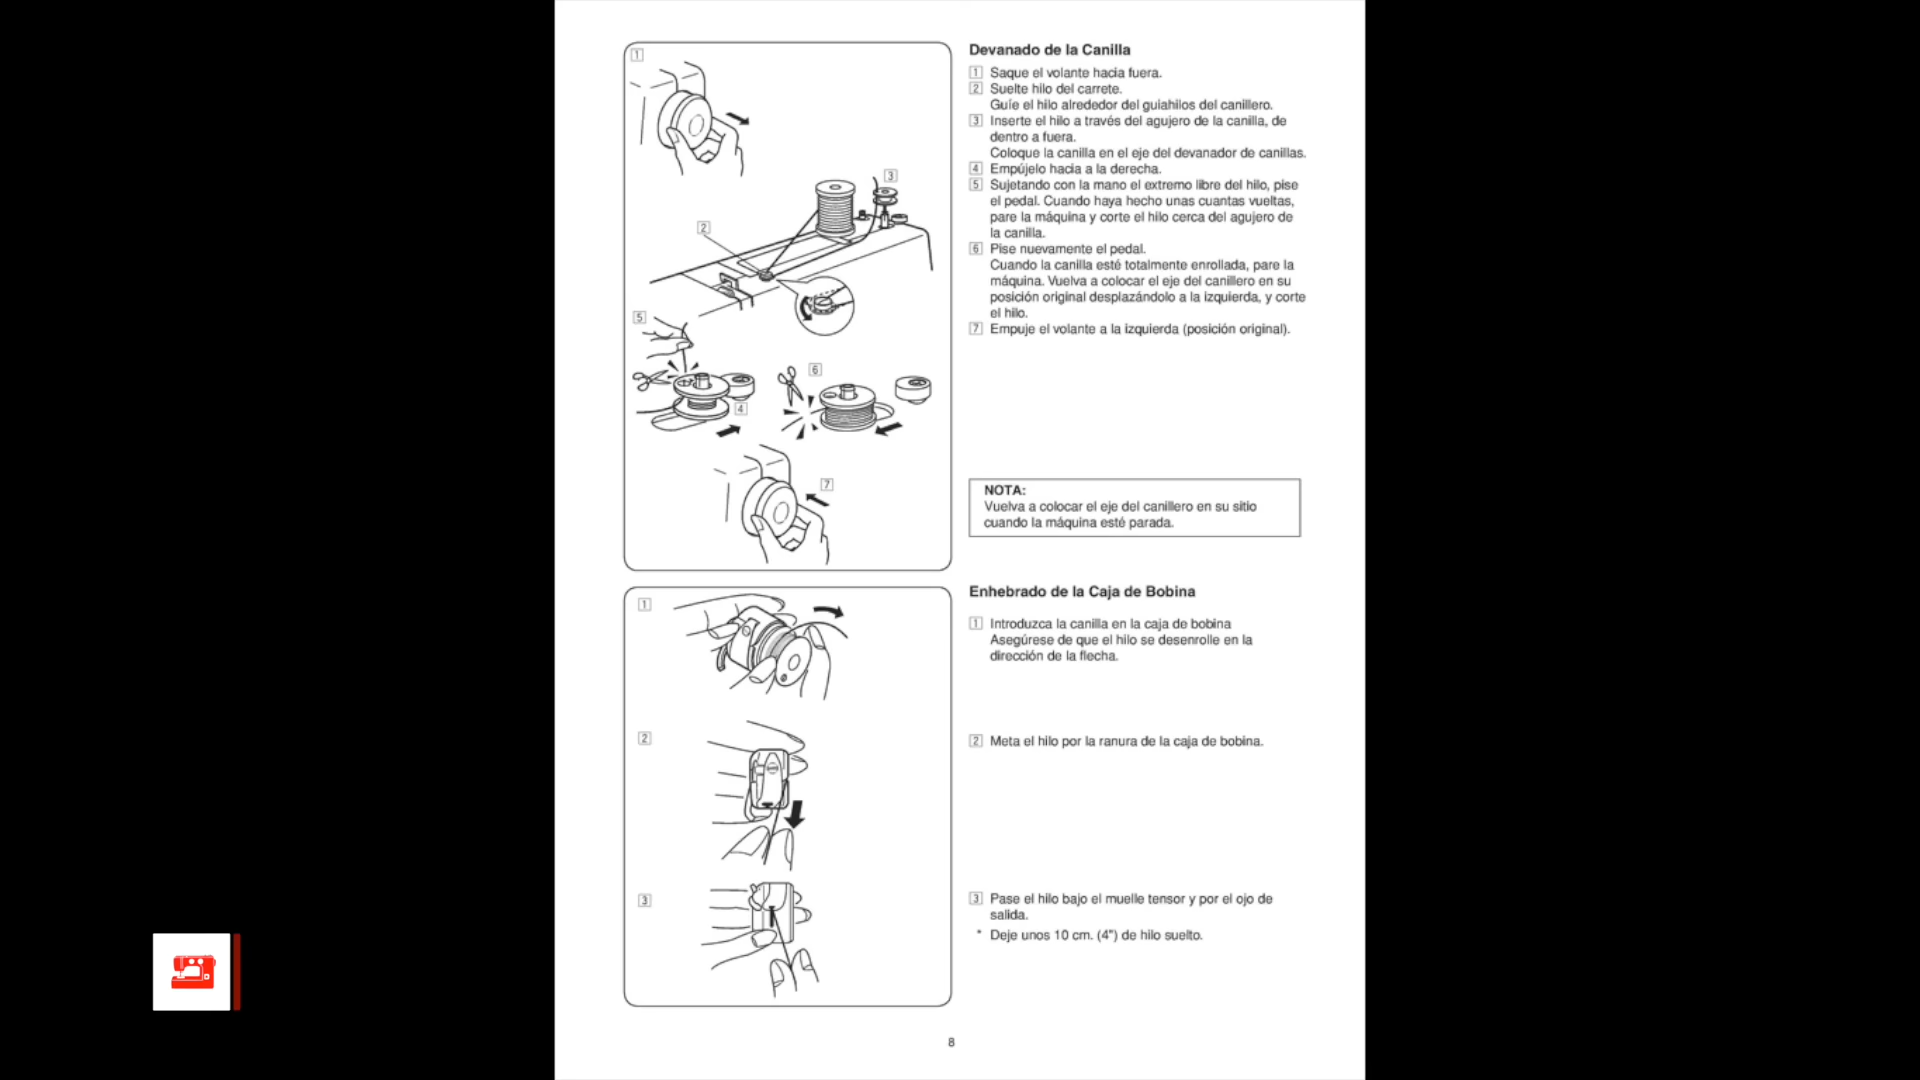 Devanado de la Canilla
1 Saque el volante hacia fuera.
2 Suelte hilo del carrete.
Guíe el hilo alrededor del guiahilos del canillero.
3 Inserte el hilo a través del agujero de la canilla, de
dentro a fuera.
Coloque la canilla en el eje del devanador de canillas.
4 Empújelo hacia a la derecha.
5 Sujetando con la mano el extremo libre del hilo, pise
el pedal. Cuando haya hecho unas cuantas vueltas,
pare la máquina y corte el hilo cerca del agujero de
la canilla.
6 Pise nuevamente el pedal.
Cuando la canilla esté totalmente enrollada, pare la
máquina. Vuelva a colocar el eje del canillero en su
posición original desplazándolo a la izquierda, y corte
el hilo.
7 Empuje el volante a la izquierda (posición original).
NOTA:
Vuelva a colocar el eje del canillero en su sitio
cuando la máquina esté parada.
1
2
3
4
5
6
7
Enhebrado de la Caja de Bobina
1 Introduzca la canilla en la caja de bobina
Asegúrese de que el hilo se desenrolle en la
dirección de la flecha.
2 Meta el hilo por la ranura de la caja de bobina.
3 Pase el hilo bajo el muelle tensor y por el ojo de
salida.
* Deje unos 10 cm. (4") de hilo suelto.
1
2
3
8